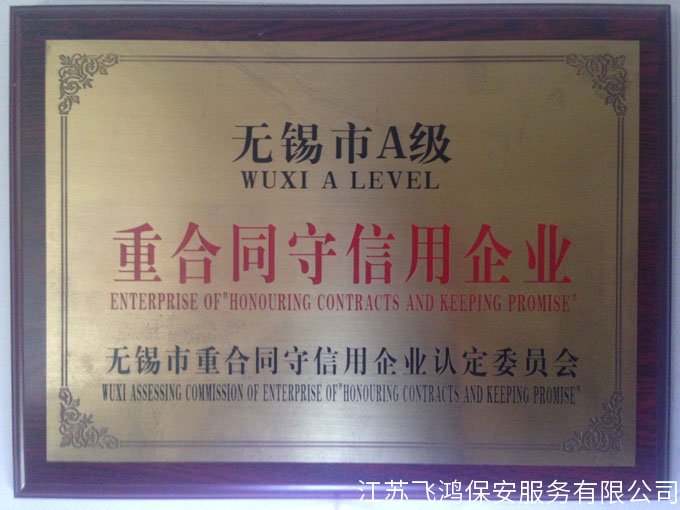 无锡市A级
WUXI A LEVEL
重合同守信用企业
ENTERPRISE OF"HONOURING CONTRACTS AND KEEPING PROMISE"
无锡市重合同守信用企业认定委员会
WUXI ASSESSING COMMISSION OF ENTERPRISE OF"HONOURING CONTRACTS AND KEEPING PROMISE"
江苏飞鸿保安服务有限公司